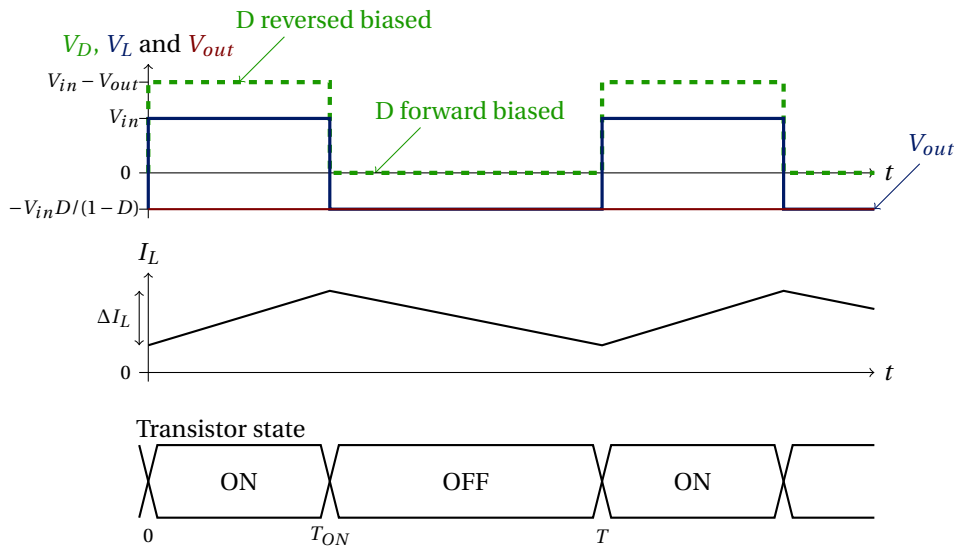 D reversed biased
V_D, V_L and V_out
V_in − V_out
D forward biased
V_in
V_out
0
t
−V_in D/(1 − D)
I_L
ΔI_L
0
t
Transistor state
ON OFF ON
0 T_ON T